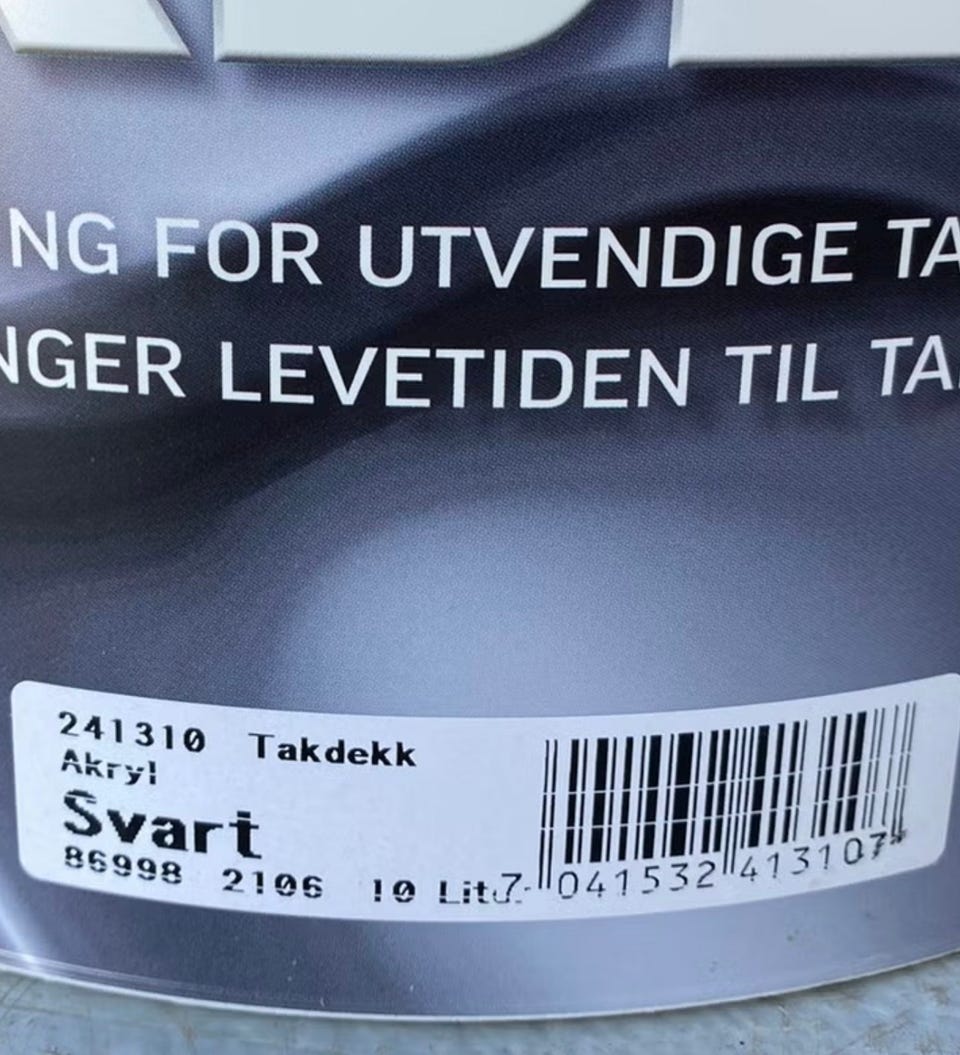 NG FOR UTVENDIGE TA
NGER LEVETIDEN TIL TA
241310 Takdekk
Akryl
Svart
86998 2106 10 Lit
7 041532 413107